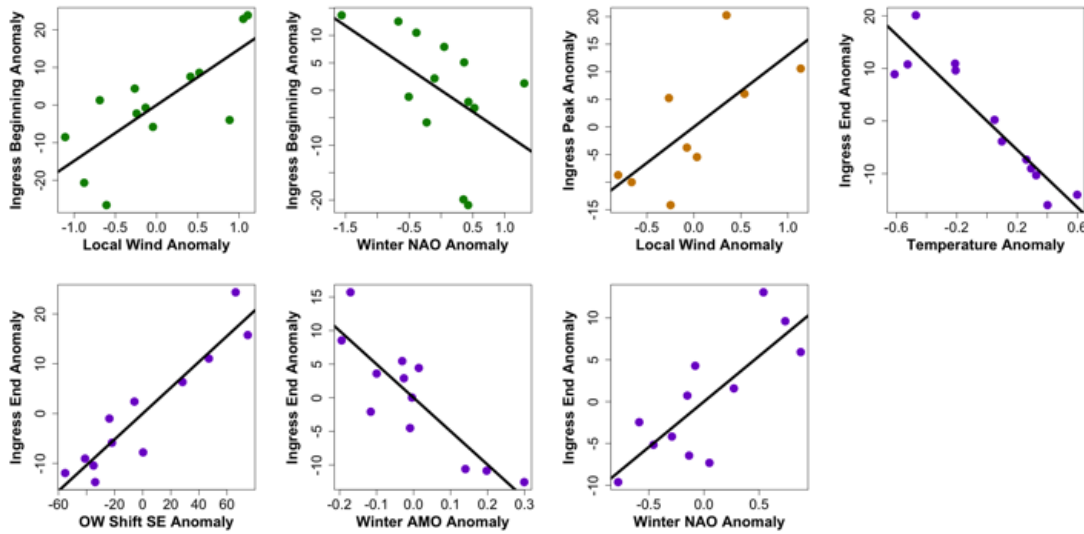 Ingress Beginning Anomaly
20
10
0
-10
-20
-1.0 -0.5 0.0 0.5 1.0
Local Wind Anomaly
Ingress Beginning Anomaly
10
5
0
-10
-20
-1.5 -0.5 0.0 0.5 1.0
Winter NAO Anomaly
Ingress Peak Anomaly
20
15
10
5
0
-5
-15
-0.5 0.0 0.5 1.0
Local Wind Anomaly
Ingress End Anomaly
20
10
0
-10
-0.6 -0.2 0.2 0.6
Temperature Anomaly
Ingress End Anomaly
20
10
0
-10
-60 -20 0 20 40 60
OW Shift SE Anomaly
Ingress End Anomaly
15
10
5
0
-5
-10
-0.2 -0.1 0.0 0.1 0.2 0.3
Winter AMO Anomaly
Ingress End Anomaly
10
5
0
-5
-10
-0.5 0.0 0.5
Winter NAO Anomaly